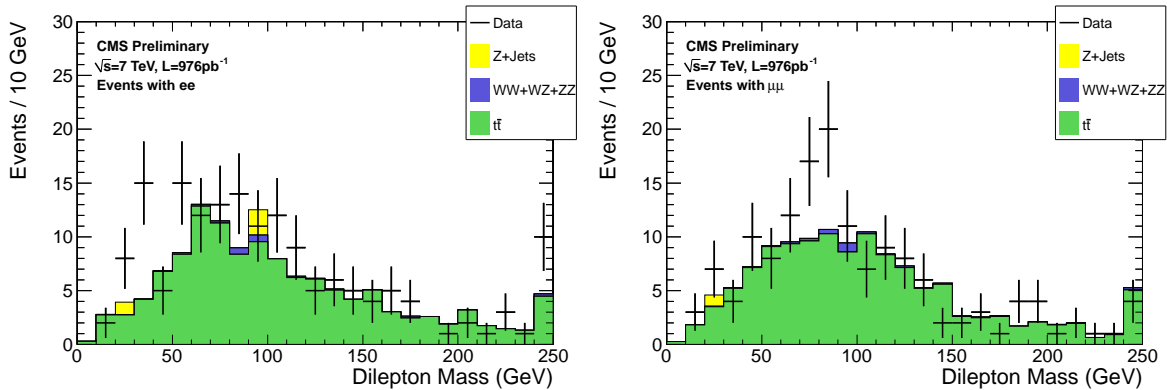 Events / 10 GeV
30
25
20
15
10
5
0
0
50
100
150
200
250
Dilepton Mass (GeV)
CMS Preliminary
√s=7 TeV, L=976pb⁻¹
Events with ee
Data
Z+Jets
WW+WZ+ZZ
tt̄
Events / 10 GeV
30
25
20
15
10
5
0
0
50
100
150
200
250
Dilepton Mass (GeV)
CMS Preliminary
√s=7 TeV, L=976pb⁻¹
Events with μμ
Data
Z+Jets
WW+WZ+ZZ
tt̄